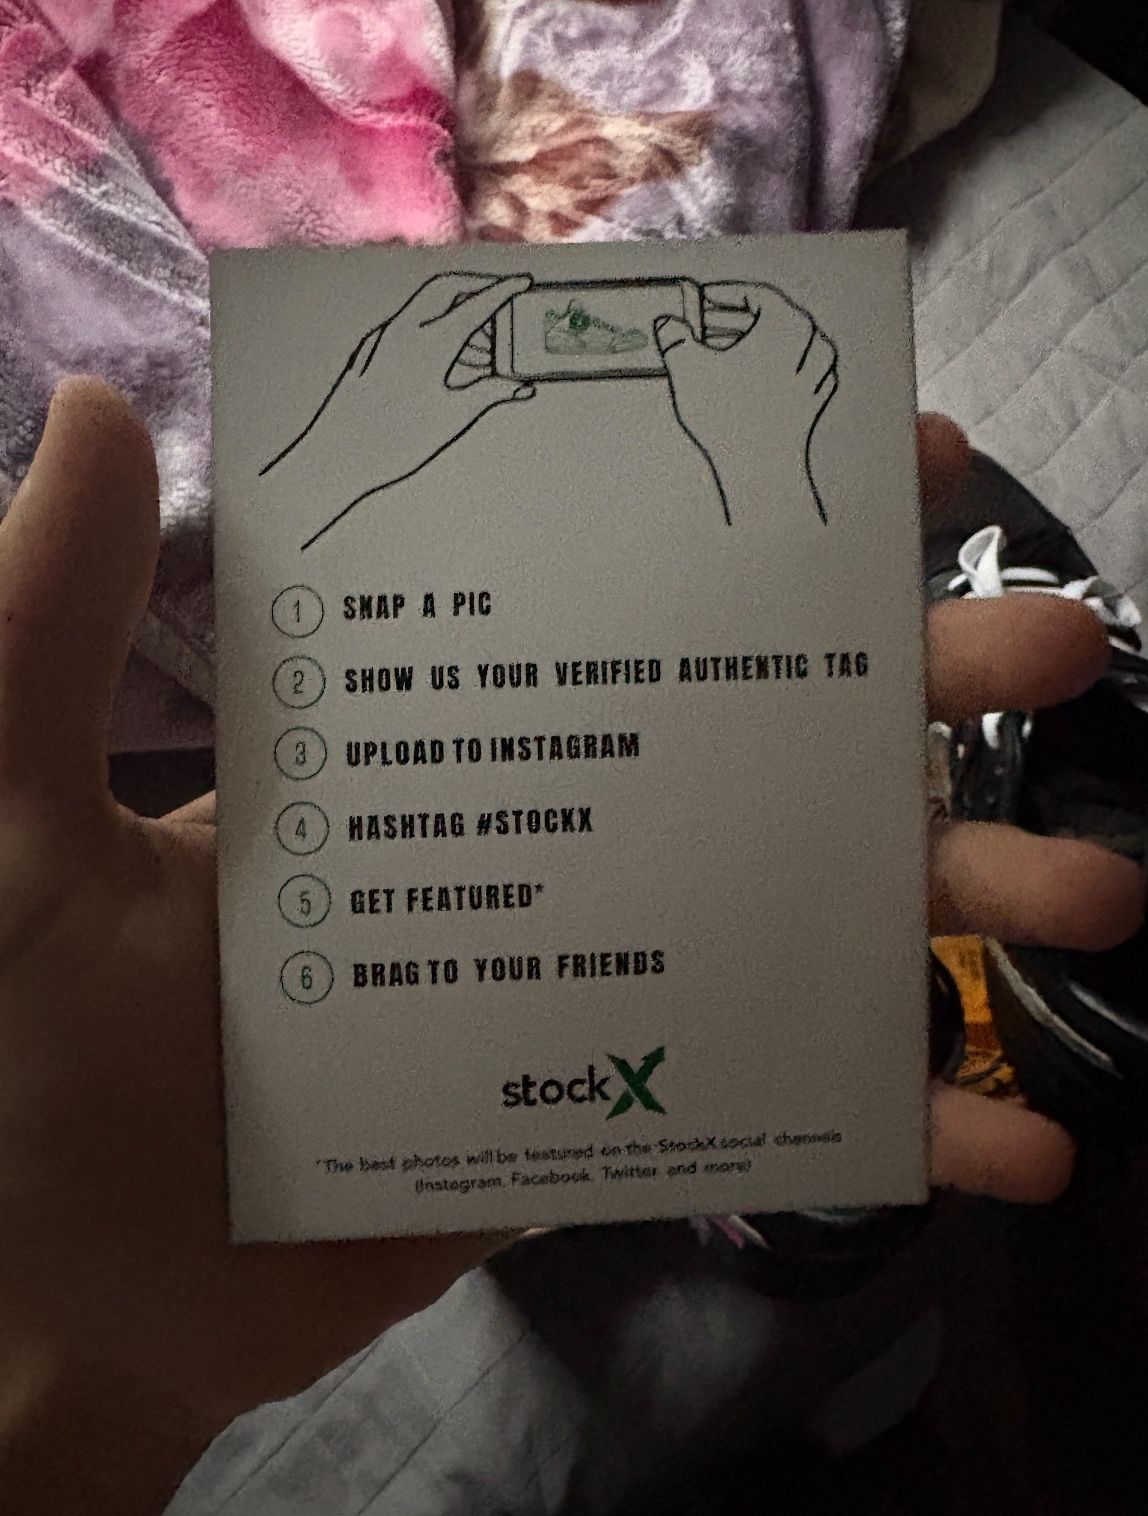 1 SNAP A PIC
2 SHOW US YOUR VERIFIED AUTHENTIC TAG
3 UPLOAD TO INSTAGRAM
4 HASHTAG #STOCKX
5 GET FEATURED*
6 BRAG TO YOUR FRIENDS
stockX
*The best photos will be featured on the StockX social channels
(Instagram, Facebook, Twitter and more)